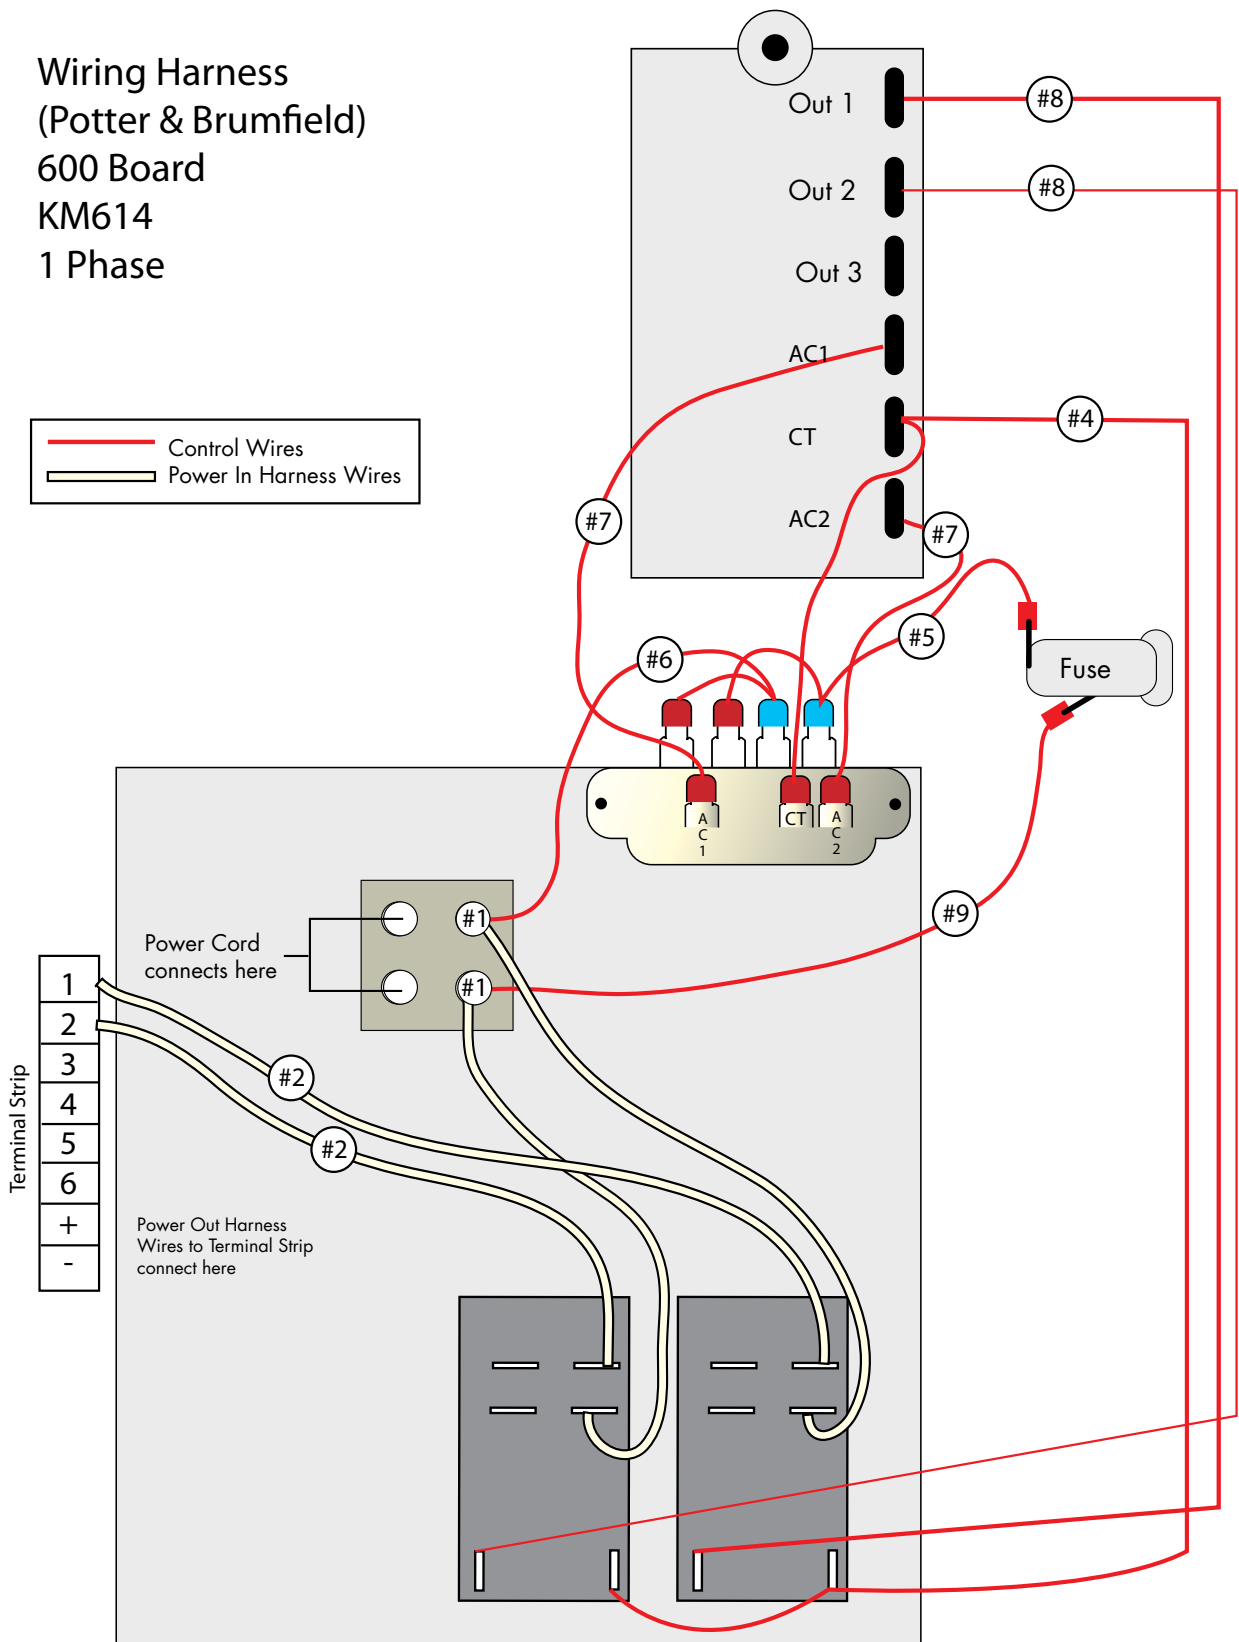 Wiring Harness
(Potter & Brumfield)
600 Board
KM614
1 Phase
Out 1
#8
Out 2
#8
Out 3
AC1
CT
#4
AC2
#7
#7
Control Wires
Power In Harness Wires
#5
#6
Fuse
A
C
1
CT
A
C
2
#1
#9
Power Cord
connects here
#1
Terminal Strip
1
2
3
4
5
6
+
-
#2
#2
Power Out Harness
Wires to Terminal Strip
connect here